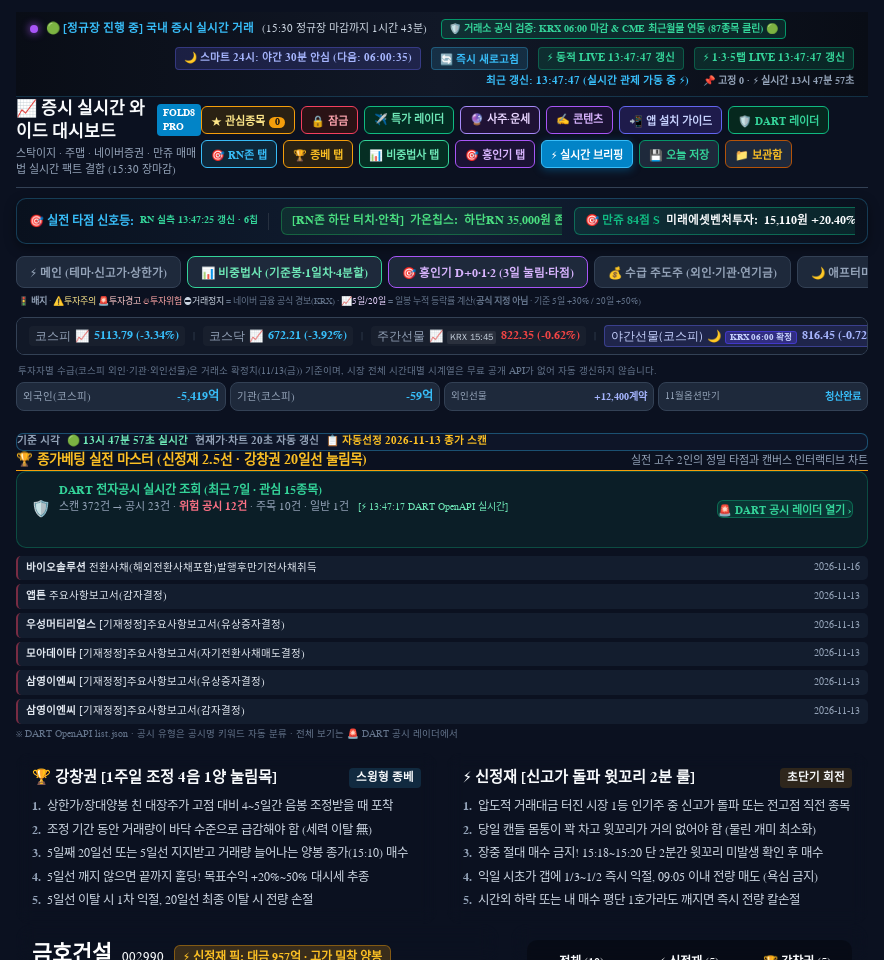 🟢 [정규장 진행 중] 국내 증시 실시간 거래 (15:30 정규장 마감까지 1시간 43분)
🛡️ 거래소 공식 검증: KRX 06:00 마감 & CME 최근월물 연동 (87종목 클린) 🟢
🌙 스마트 24시: 야간 30분 안심 (다음: 06:00:35)
🔄 즉시 새로고침
⚡ 동적 LIVE 13:47:47 갱신
⚡ 1·3·5탭 LIVE 13:47:47 갱신
최근 갱신: 13:47:47 (실시간 관제 가동 중 ⚡)
📌 고정 0 · ⚡ 실시간 13시 47분 57초
📈 증시 실시간 와이드 대시보드
FOLD8 PRO
스탁이지 · 주맵 · 네이버증권 · 만쥬 매매법 실시간 팩트 결합 (15:30 장마감)
★ 관심종목 0
🔒 잠금
✈️ 특가 레이더
🔮 사주·운세
✍️ 콘텐츠
📲 앱 설치 가이드
🛡️ DART 레이더
🎯 RN존 탭
🏆 종베 탭
📊 비중법사 탭
🎯 홍인기 탭
⚡ 실시간 브리핑
💾 오늘 저장
📁 보관함
🎯 실전 타점 신호등:
RN 실측 13:47:25 갱신 · 6칩
[RN존 하단 터치·안착] 가온칩스: 하단RN 35,000원
🎯 만쥬 84점 S 미래에셋벤처투자: 15,110원 +20.40%
⚡ 메인 (테마·신고가·상한가)
📊 비중법사 (기준봉·1일차·4분할)
🎯 홍인기 D+0·1·2 (3일 눌림·타점)
💰 수급 주도주 (외인·기관·연기금)
🌙 애프터마
🚦 배지 · ⚠️투자주의 🚨투자경고 ⊘투자위험 ⛔거래정지 = 네이버 금융 공식 경보(KRX) · 📈5일/20일 = 일봉 누적 등락률 계산(공식 지정 아님 · 기준 5일 +30% / 20일 +50%)
코스피 📈 5113.79 (-3.34%)
코스닥 📈 672.21 (-3.92%)
주간선물 📈 KRX 15:45 822.35 (-0.62%)
야간선물(코스피) 🌙 KRX 06:00 확정 816.45 (-0.72
투자자별 수급(코스피 외인·기관·외인선물)은 거래소 확정치(11/13(금)) 기준이며, 시장 전체 시간대별 시계열은 무료 공개 API가 없어 자동 갱신하지 않습니다.
외국인(코스피) -5,419억
기관(코스피) -59억
외인선물 +12,400계약
11월옵션만기 청산완료
기준 시각 🟢 13시 47분 57초 실시간 현재가·차트 20초 자동 갱신 📋 자동선정 2026-11-13 종가 스캔
🏆 종가베팅 실전 마스터 (신정재 2.5선 · 강창권 20일선 눌림목)
실전 고수 2인의 정밀 타점과 캔버스 인터랙티브 차트
🛡️ DART 전자공시 실시간 조회 (최근 7일 · 관심 15종목)
스캔 372건 → 공시 23건 · 위험 공시 12건 · 주목 10건 · 일반 1건 [⚡ 13:47:17 DART OpenAPI 실시간]
🚨 DART 공시 레이더 열기 ›
바이오솔루션 전환사채(해외전환사채포함)발행후만기전사채취득 2026-11-16
앱튼 주요사항보고서(감자결정) 2026-11-13
우성머티리얼스 [기재정정]주요사항보고서(유상증자결정) 2026-11-13
모아데이타 [기재정정]주요사항보고서(자기전환사채매도결정) 2026-11-13
삼영이엔씨 [기재정정]주요사항보고서(유상증자결정) 2026-11-13
삼영이엔씨 [기재정정]주요사항보고서(감자결정) 2026-11-13
※ DART OpenAPI list.json · 공시 유형은 공시명 키워드 자동 분류 · 전체 보기는 🚨 DART 공시 레이더에서
🏆 강창권 [1주일 조정 4음 1양 눌림목]
스윙형 종베
1. 상한가/장대양봉 친 대장주가 고점 대비 4~5일간 음봉 조정받을 때 포착
2. 조정 기간 동안 거래량이 바닥 수준으로 급감해야 함 (세력 이탈 無)
3. 5일째 20일선 또는 5일선 지지받고 거래량 늘어나는 양봉 종가(15:10) 매수
4. 5일선 깨지 않으면 끝까지 홀딩! 목표수익 +20%~50% 대시세 추종
5. 5일선 이탈 시 1차 익절, 20일선 최종 이탈 시 전량 손절
⚡ 신정재 [신고가 돌파 윗꼬리 2분 룰]
초단기 회전
1. 압도적 거래대금 터진 시장 1등 인기주 중 신고가 돌파 또는 전고점 직전 종목
2. 당일 캔들 몸통이 꽉 차고 윗꼬리가 거의 없어야 함 (물린 개미 최소화)
3. 장중 절대 매수 금지! 15:18~15:20 단 2분간 윗꼬리 미발생 확인 후 매수
4. 익일 시초가 갭에 1/3~1/2 즉시 익절, 09:05 이내 전량 매도 (욕심 금지)
5. 시간외 하락 또는 내 매수 평단 1호가라도 깨지면 즉시 전량 칼손절
금호건설 002990
⚡ 신정재 픽: 대금 957억 · 고가 밀착 양봉